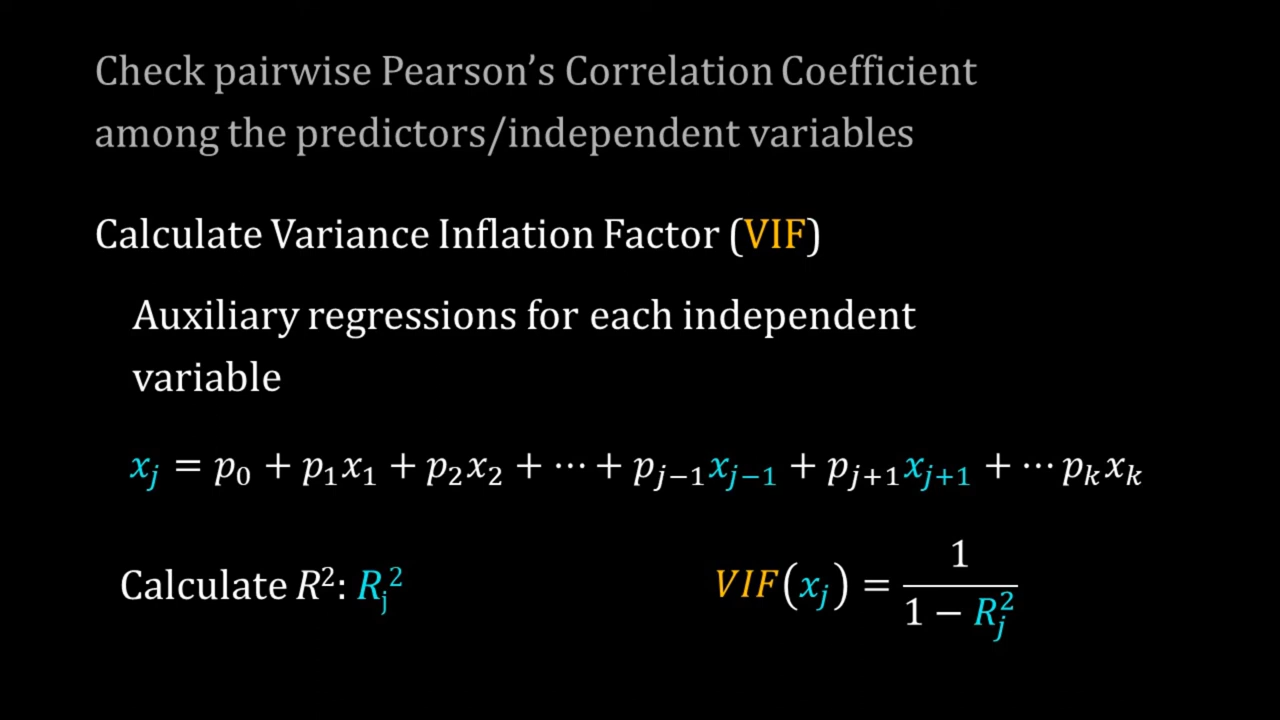 Check pairwise Pearson’s Correlation Coefficient
among the predictors/independent variables
Calculate Variance Inflation Factor (VIF)
Auxiliary regressions for each independent
variable
xⱼ = p₀ + p₁x₁ + p₂x₂ + ⋯ + pⱼ₋₁xⱼ₋₁ + pⱼ₊₁xⱼ₊₁ + ⋯ pₖxₖ
Calculate R²: Rⱼ²
VIF(xⱼ) = 1 / (1 − Rⱼ²)